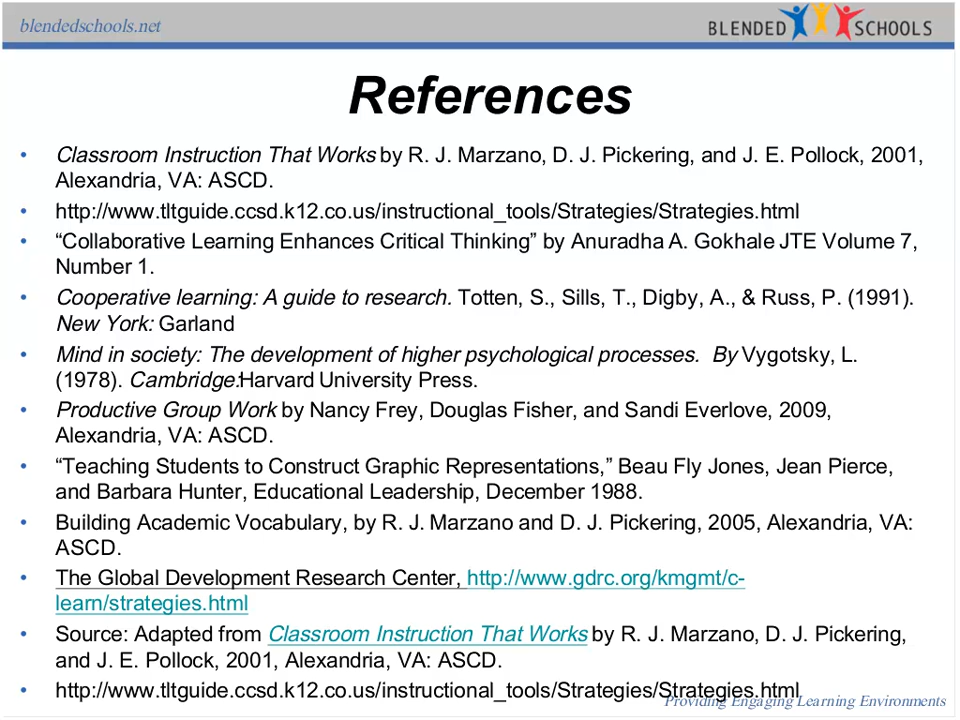 blendedschools.net
BLENDED SCHOOLS
References
• Classroom Instruction That Works by R. J. Marzano, D. J. Pickering, and J. E. Pollock, 2001,
Alexandria, VA: ASCD.
• http://www.tltguide.ccsd.k12.co.us/instructional_tools/Strategies/Strategies.html
• “Collaborative Learning Enhances Critical Thinking” by Anuradha A. Gokhale JTE Volume 7,
Number 1.
• Cooperative learning: A guide to research. Totten, S., Sills, T., Digby, A., & Russ, P. (1991).
New York: Garland
• Mind in society: The development of higher psychological processes. By Vygotsky, L.
(1978). Cambridge:Harvard University Press.
• Productive Group Work by Nancy Frey, Douglas Fisher, and Sandi Everlove, 2009,
Alexandria, VA: ASCD.
• “Teaching Students to Construct Graphic Representations,” Beau Fly Jones, Jean Pierce,
and Barbara Hunter, Educational Leadership, December 1988.
• Building Academic Vocabulary, by R. J. Marzano and D. J. Pickering, 2005, Alexandria, VA:
ASCD.
• The Global Development Research Center, http://www.gdrc.org/kmgmt/c-
learn/strategies.html
• Source: Adapted from Classroom Instruction That Works by R. J. Marzano, D. J. Pickering,
and J. E. Pollock, 2001, Alexandria, VA: ASCD.
• http://www.tltguide.ccsd.k12.co.us/instructional_tools/Strategies/Strategies.html
Providing Engaging Learning Environments